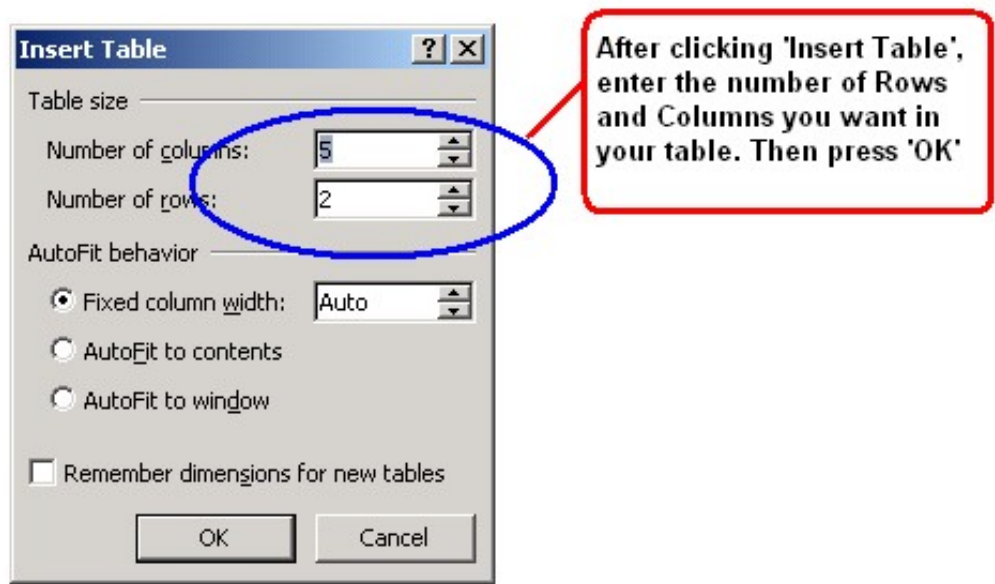 Insert Table
? X
Table size
Number of columns: 5
Number of rows: 2
AutoFit behavior
Fixed column width: Auto
AutoFit to contents
AutoFit to window
Remember dimensions for new tables
OK Cancel
After clicking 'Insert Table',
enter the number of Rows
and Columns you want in
your table. Then press 'OK'